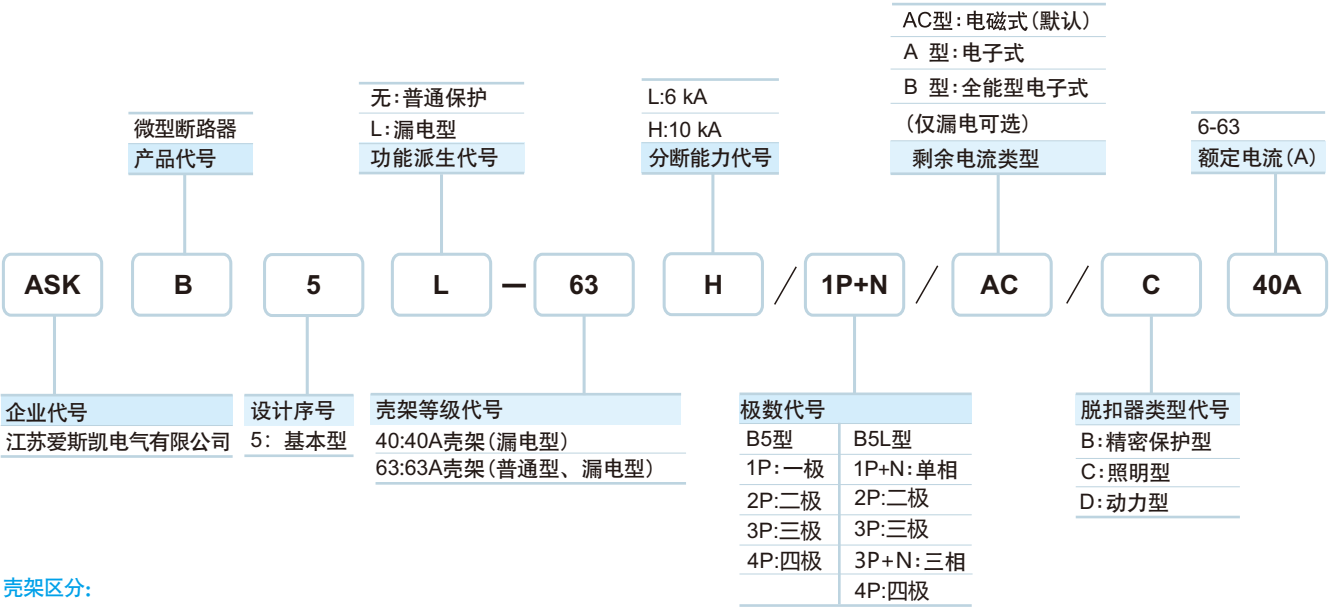 AC型:电磁式(默认)
A 型:电子式
B 型:全能型电子式
(仅漏电可选)
剩余电流类型
无:普通保护
L:漏电型
功能派生代号
L:6 kA
H:10 kA
分断能力代号
微型断路器
产品代号
6-63
额定电流(A)
ASK B 5 L — 63 H / 1P+N / AC / C 40A
企业代号
江苏爱斯凯电气有限公司
设计序号
5: 基本型
壳架等级代号
40:40A壳架(漏电型)
63:63A壳架(普通型、漏电型)
极数代号
B5型 B5L型
1P:一极 1P+N:单相
2P:二极 2P:二极
3P:三极 3P:三极
4P:四极 3P+N:三相
4P:四极
脱扣器类型代号
B:精密保护型
C:照明型
D:动力型
壳架区分: